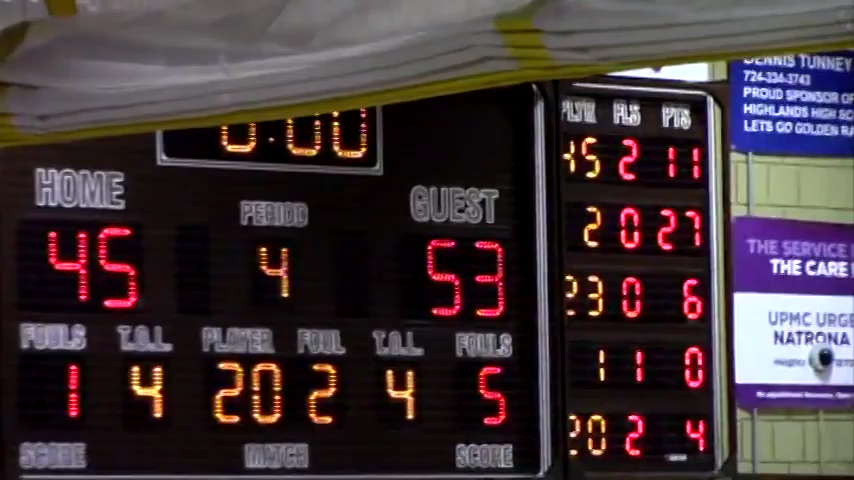 0:00
HOME
PERIOD
GUEST
45
4
53
FOULS
T.O.L
PLAYER
FOUL
T.O.L
FOULS
1
4
20
2
4
5
SCORE
MATCH
SCORE
PLYR FLS PTS
45 2 11
2 0 27
23 0 6
1 1 0
20 2 4
DENNIS TUNNEY
724-334-3743
PROUD SPONSOR
HIGHLANDS HIGH
LETS GO GOLDEN
THE SERVICE
THE CARE
UPMC URGE
NATRONA